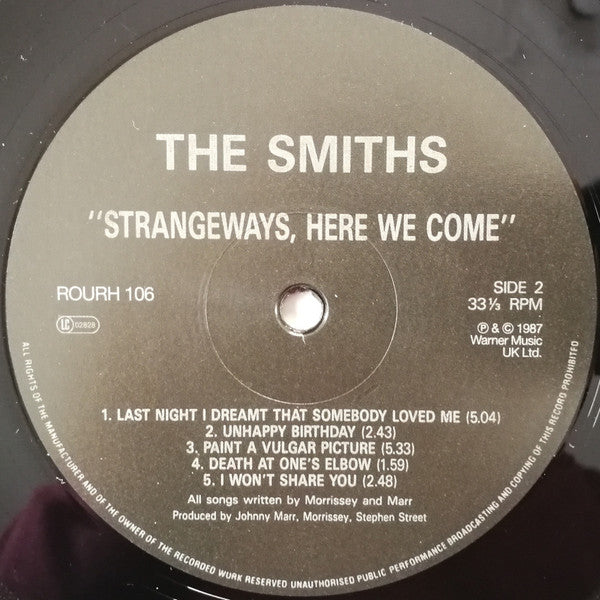 THE SMITHS
"STRANGEWAYS, HERE WE COME"
ROURH 106
SIDE 2
33⅓ RPM
LC 02828
℗ & © 1987
Warner Music
UK Ltd.
1. LAST NIGHT I DREAMT THAT SOMEBODY LOVED ME (5.04)
2. UNHAPPY BIRTHDAY (2.43)
3. PAINT A VULGAR PICTURE (5.33)
4. DEATH AT ONE'S ELBOW (1.59)
5. I WON'T SHARE YOU (2.48)
All songs written by Morrissey and Marr
Produced by Johnny Marr, Morrissey, Stephen Street
ALL RIGHTS OF THE MANUFACTURER AND OF THE OWNER OF THE RECORDED WORK RESERVED UNAUTHORISED PUBLIC PERFORMANCE BROADCASTING AND COPYING OF THIS RECORD PROHIBITED